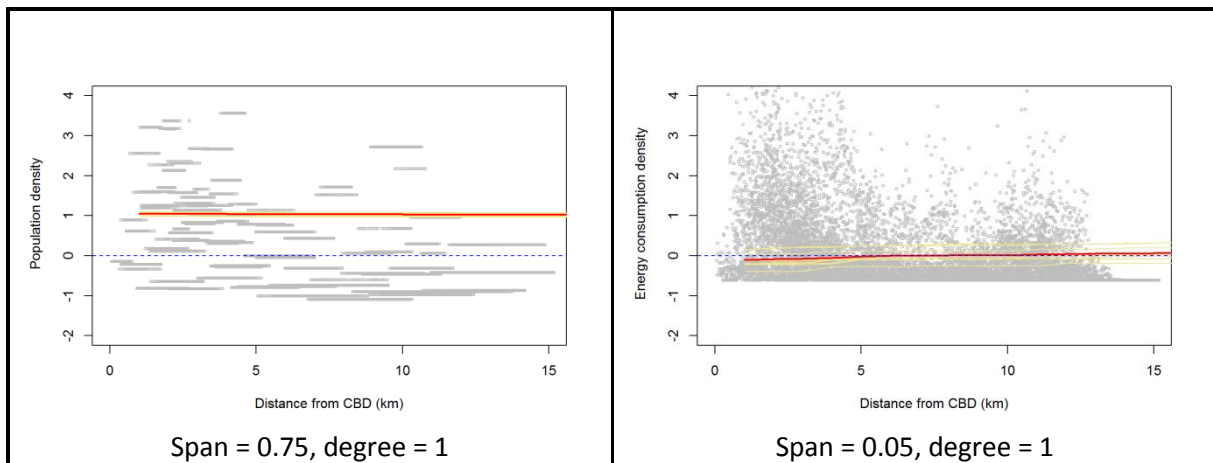 Population density
4
3
2
1
0
-1
-2
0 5 10 15
Distance from CBD (km)
Span = 0.75, degree = 1
Energy consumption density
4
3
2
1
0
-1
-2
0 5 10 15
Distance from CBD (km)
Span = 0.05, degree = 1